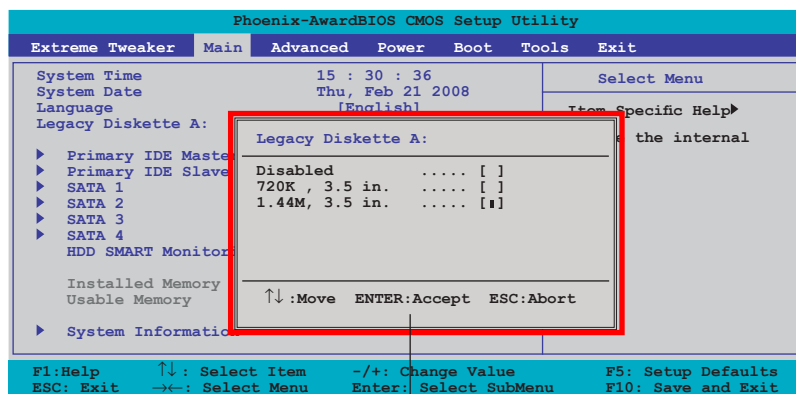 Phoenix-AwardBIOS CMOS Setup Utility
Extreme Tweaker Main Advanced Power Boot Tools Exit
System Time 15 : 30 : 36
System Date Thu, Feb 21 2008
Language [English]
Legacy Diskette A:
Primary IDE Master
Primary IDE Slave
SATA 1
SATA 2
SATA 3
SATA 4
HDD SMART Monitori
Installed Memory
Usable Memory
System Information
Select Menu
Item Specific Help
the internal
Legacy Diskette A:
Disabled ..... [ ]
720K , 3.5 in. ..... [ ]
1.44M, 3.5 in. ..... [▮]
↑↓ :Move ENTER:Accept ESC:Abort
F1:Help ↑↓ : Select Item -/+: Change Value F5: Setup Defaults
ESC: Exit →←: Select Menu Enter: Select SubMenu F10: Save and Exit